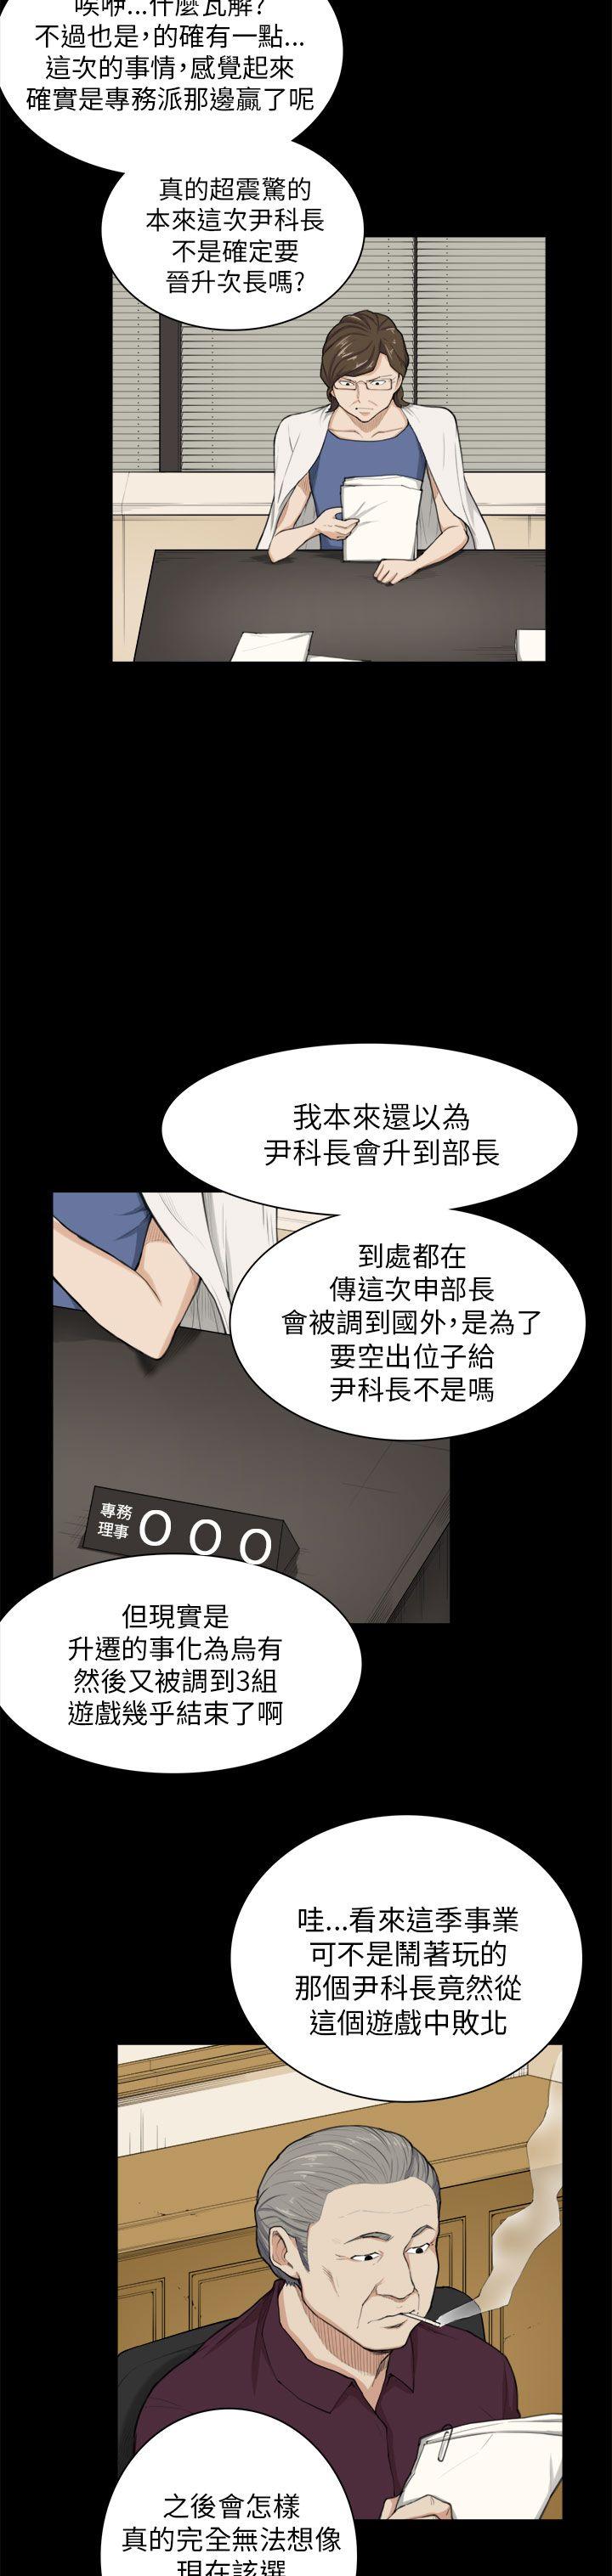 唉咿...什麼瓦解?
不過也是,的確有一點...
這次的事情,感覺起來
確實是專務派那邊贏了呢
真的超震驚的
本來這次尹科長
不是確定要
晉升次長嗎?
我本來還以為
尹科長會升到部長
到處都在
傳這次申部長
會被調到國外,是為了
要空出位子給
尹科長不是嗎
專務
理事 OOO
但現實是
升遷的事化為烏有
然後又被調到3組
遊戲幾乎結束了啊
哇...看來這季事業
可不是鬧著玩的
那個尹科長竟然從
這個遊戲中敗北
之後會怎樣
真的完全無法想像
現在該選